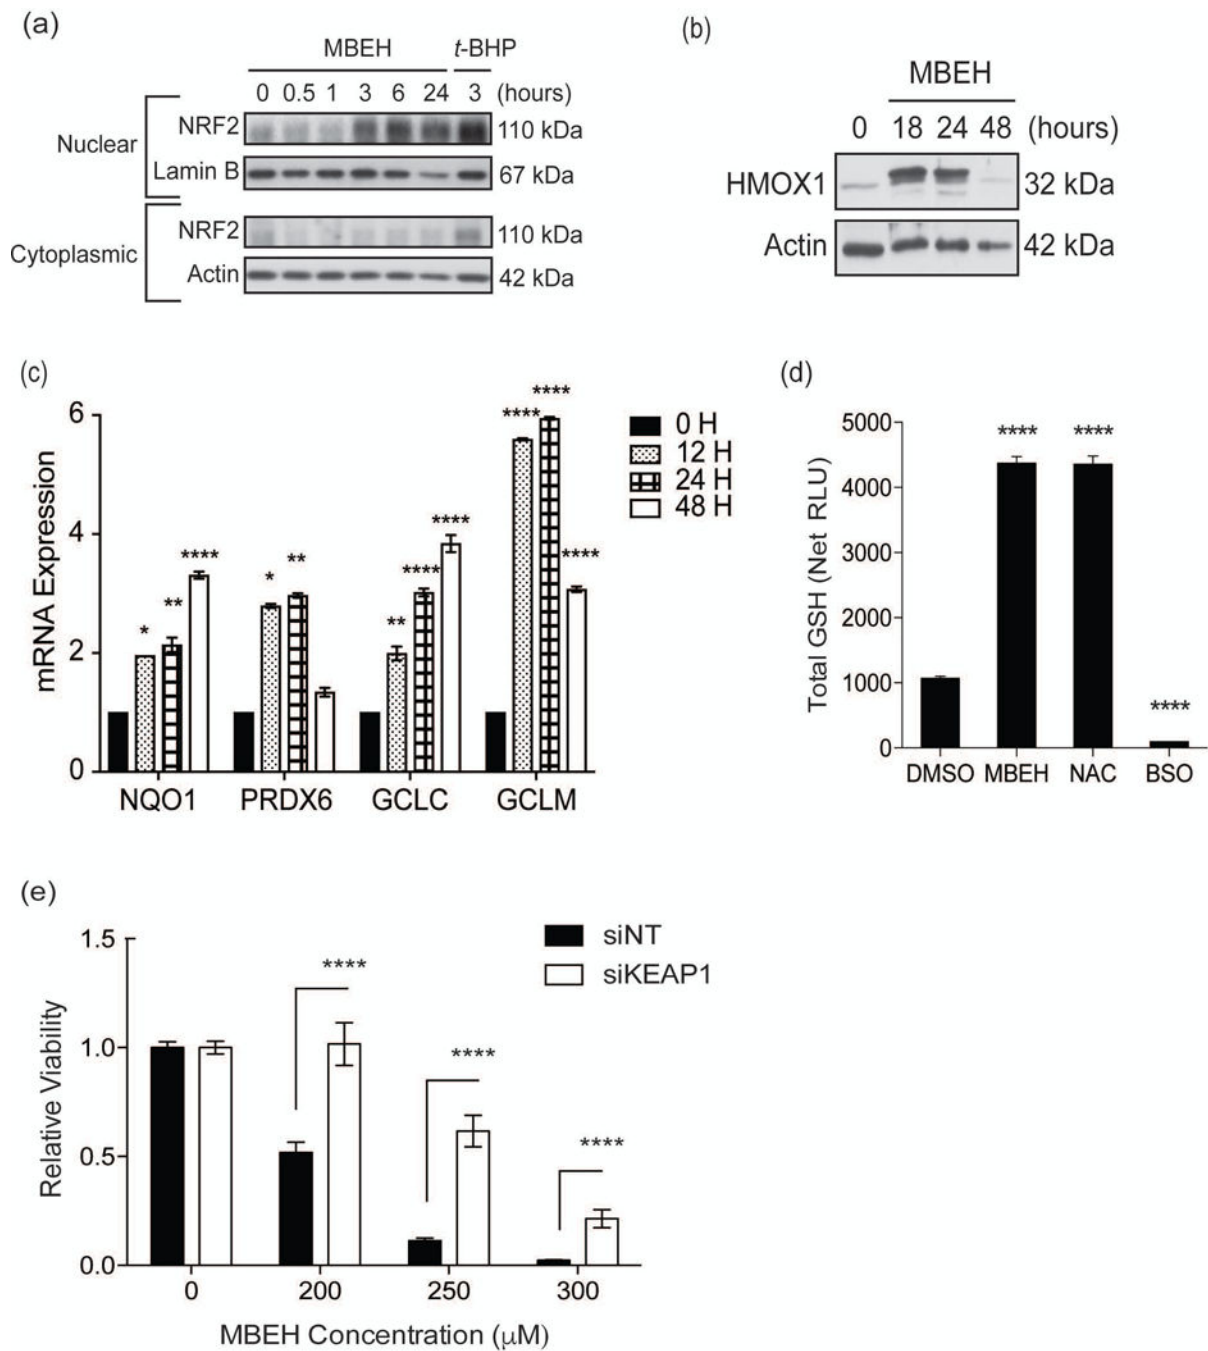 (a)
MBEH t-BHP
0 0.5 1 3 6 24 3 (hours)
Nuclear
NRF2 110 kDa
Lamin B 67 kDa
Cytoplasmic
NRF2 110 kDa
Actin 42 kDa
(b)
MBEH
0 18 24 48 (hours)
HMOX1 32 kDa
Actin 42 kDa
(c)
mRNA Expression
6
4
2
0
* ** ****
* **
** **** ****
**** **** ****
NQO1 PRDX6 GCLC GCLM
0 H
12 H
24 H
48 H
(d)
Total GSH (Net RLU)
5000
4000
3000
2000
1000
0
**** **** ****
DMSO MBEH NAC BSO
(e)
Relative Viability
1.5
1.0
0.5
0.0
****
****
****
siNT
siKEAP1
0 200 250 300
MBEH Concentration (μM)